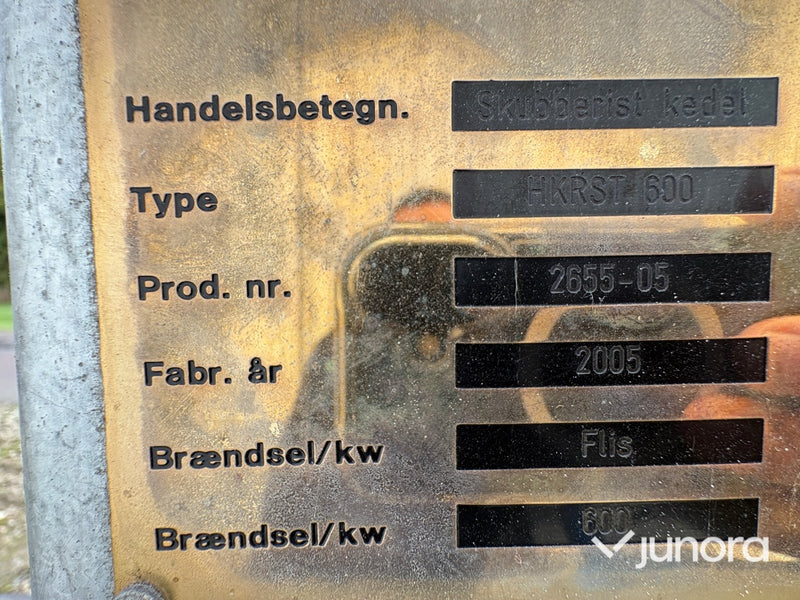 Handelsbetegn. Skubberist kedel
Type HKRST 600
Prod. nr. 2655-05
Fabr. år 2005
Brændsel/kw Flis
Brændsel/kw 600
junora